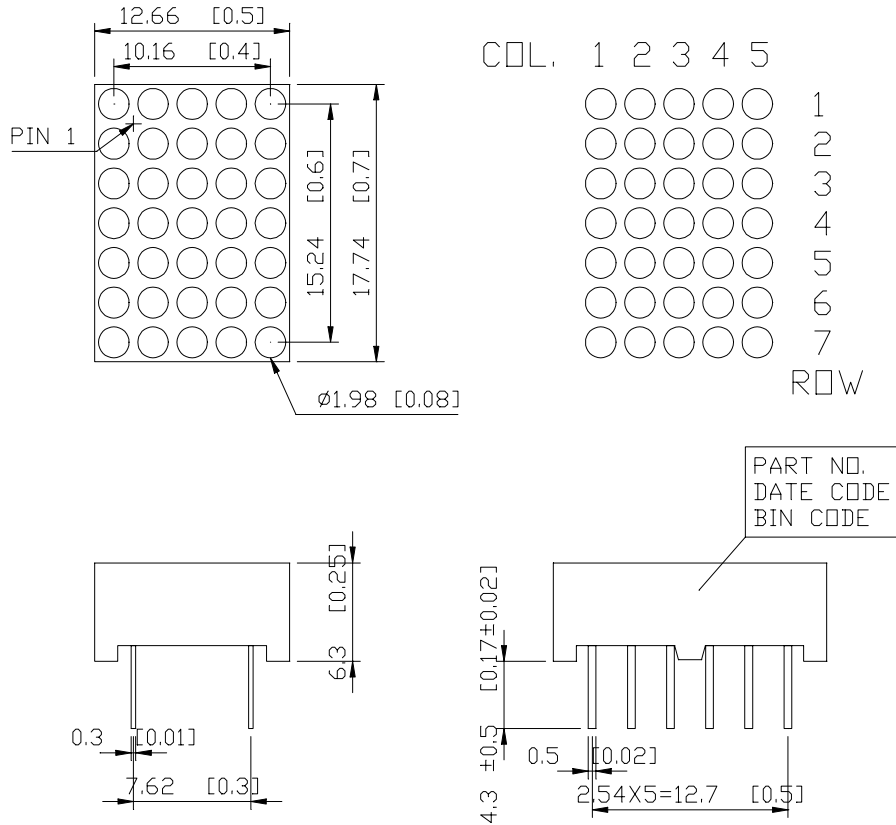 12.66 [0.5]
10.16 [0.4]
PIN 1
15.24 [0.6]
17.74 [0.7]
ø1.98 [0.08]
COL. 1 2 3 4 5
1
2
3
4
5
6
7
ROW
PART NO.
DATE CODE
BIN CODE
6.3 [0.25]
0.3 [0.01]
7.62 [0.3]
4.3 ±0.5 [0.17±0.02]
0.5 [0.02]
2.54X5=12.7 [0.5]